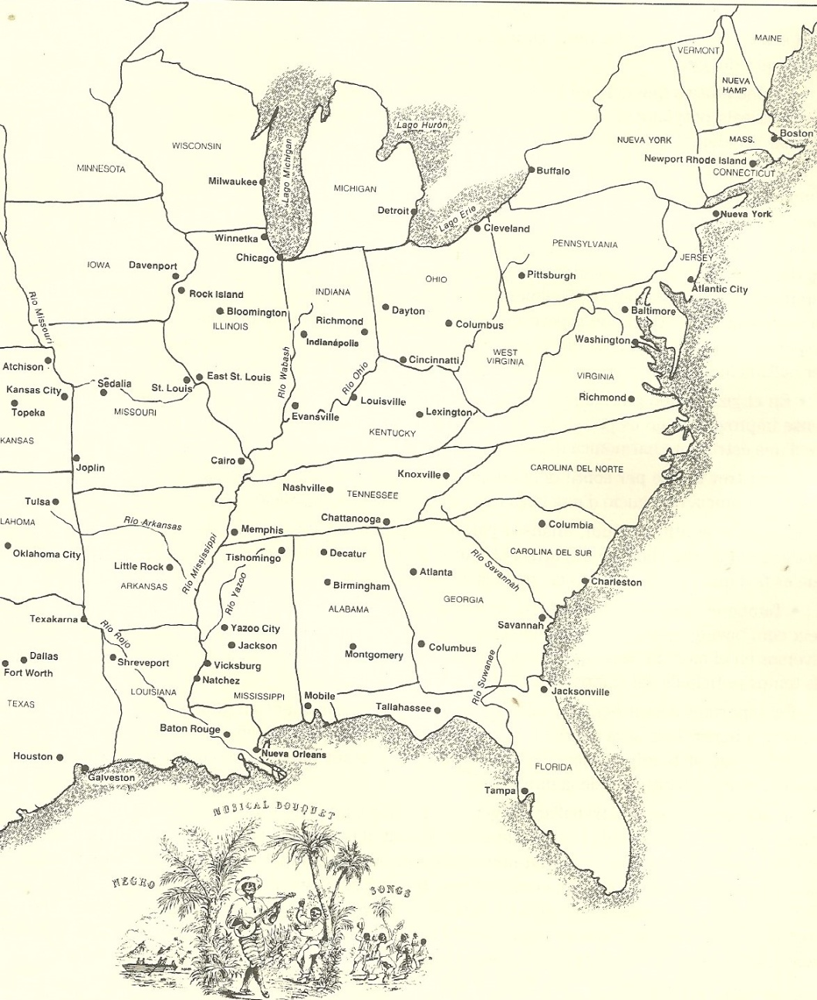 MAINE
VERMONT
NUEVA
HAMP
Boston
MASS.
NUEVA YORK
Newport Rhode Island
CONNECTICUT
Buffalo
Nueva York
Lago Hurón
Lago Michigan
WISCONSIN
MINNESOTA
Milwaukee
MICHIGAN
Detroit
Lago Erie
Cleveland
Winnetka
Chicago
PENNSYLVANIA
JERSEY
Pittsburgh
Atlantic City
IOWA
Davenport
Rock Island
OHIO
INDIANA
Baltimore
Río Missouri
Bloomington
ILLINOIS
Richmond
Dayton
Columbus
Indianápolis
Washington
WEST
VIRGINIA
Cincinnatti
Atchison
East St. Louis
St. Louis
Río Wabash
Río Ohio
VIRGINIA
Richmond
Kansas City
Sedalia
Topeka
MISSOURI
Louisville
Evansville
Lexington
KENTUCKY
KANSAS
Joplin
Cairo
CAROLINA DEL NORTE
Knoxville
Nashville
TENNESSEE
Tulsa
Chattanooga
LAHOMA
Río Arkansas
Memphis
Columbia
Oklahoma City
Tishomingo
Decatur
CAROLINA DEL SUR
Río Savannah
Little Rock
ARKANSAS
Río Mississippi
Río Yazoo
Atlanta
Birmingham
Charleston
GEORGIA
ALABAMA
Texakarna
Río Rojo
Yazoo City
Savannah
Jackson
Columbus
Montgomery
Dallas
Fort Worth
Shreveport
Vicksburg
Natchez
Río Suwanee
LOUISIANA
MISSISSIPPI
Mobile
Jacksonville
TEXAS
Tallahassee
Baton Rouge
Houston
Nueva Orleans
Galveston
FLORIDA
Tampa
MUSICAL BOUQUET
NEGRO
SONGS